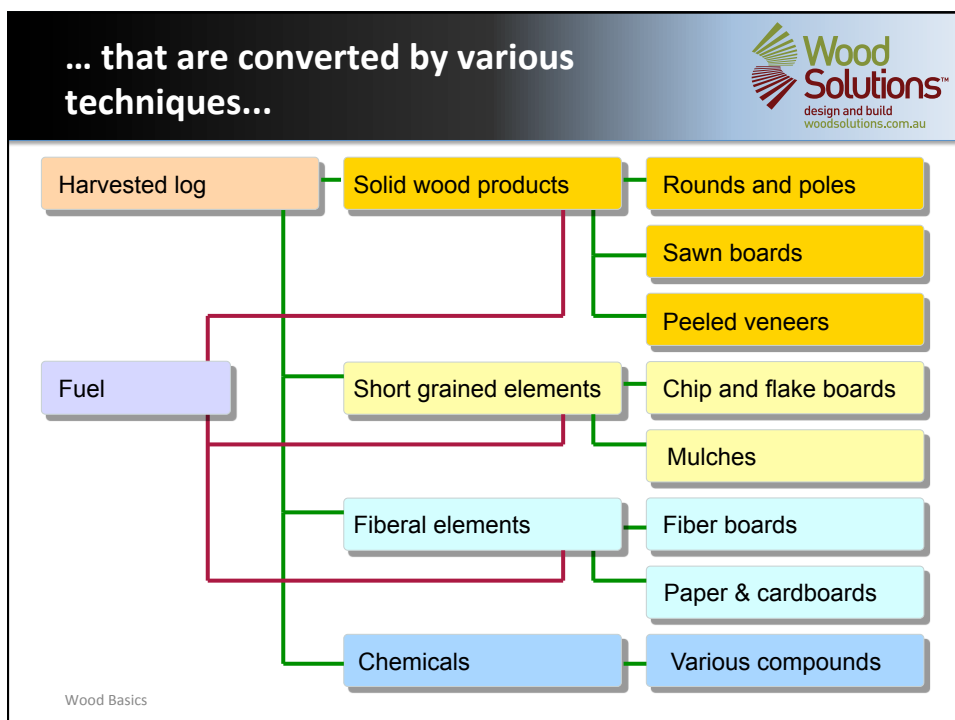 … that are converted by various
techniques...
Wood
Solutions™
design and build
woodsolutions.com.au
Harvested log
Solid wood products
Rounds and poles
Sawn boards
Peeled veneers
Fuel
Short grained elements
Chip and flake boards
Mulches
Fiberal elements
Fiber boards
Paper & cardboards
Chemicals
Various compounds
Wood Basics